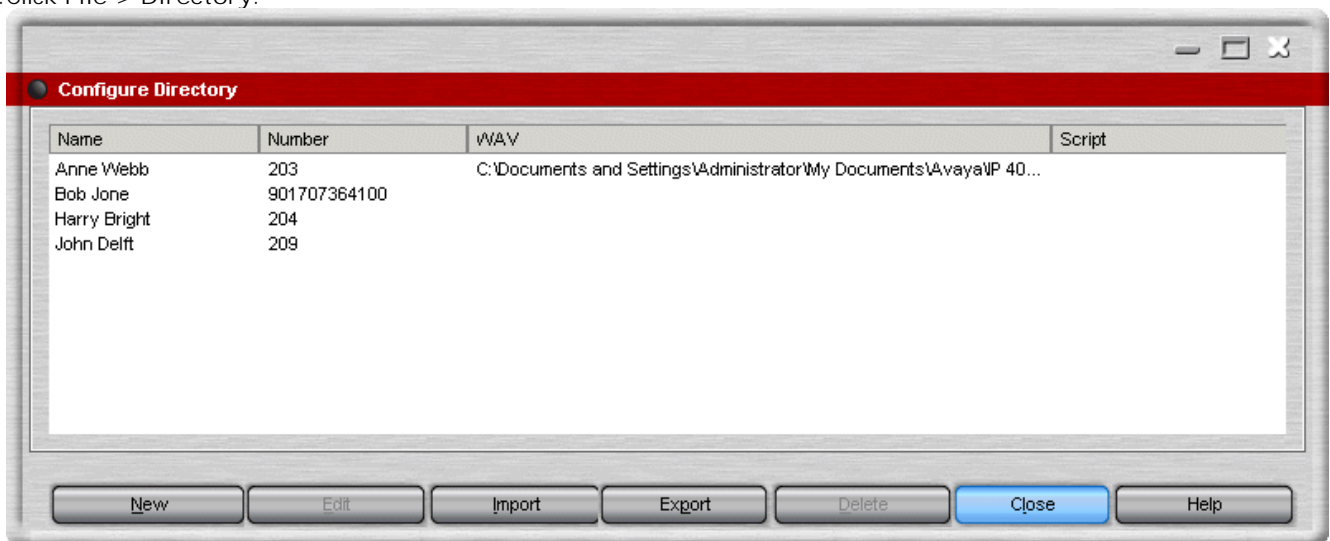 Click File > Directory.
Configure Directory
Name Number WAV Script
Anne Webb 203 C:\Documents and Settings\Administrator\My Documents\Avaya\IP 40...
Bob Jone 901707364100
Harry Bright 204
John Delft 209
New Edit Import Export Delete Close Help